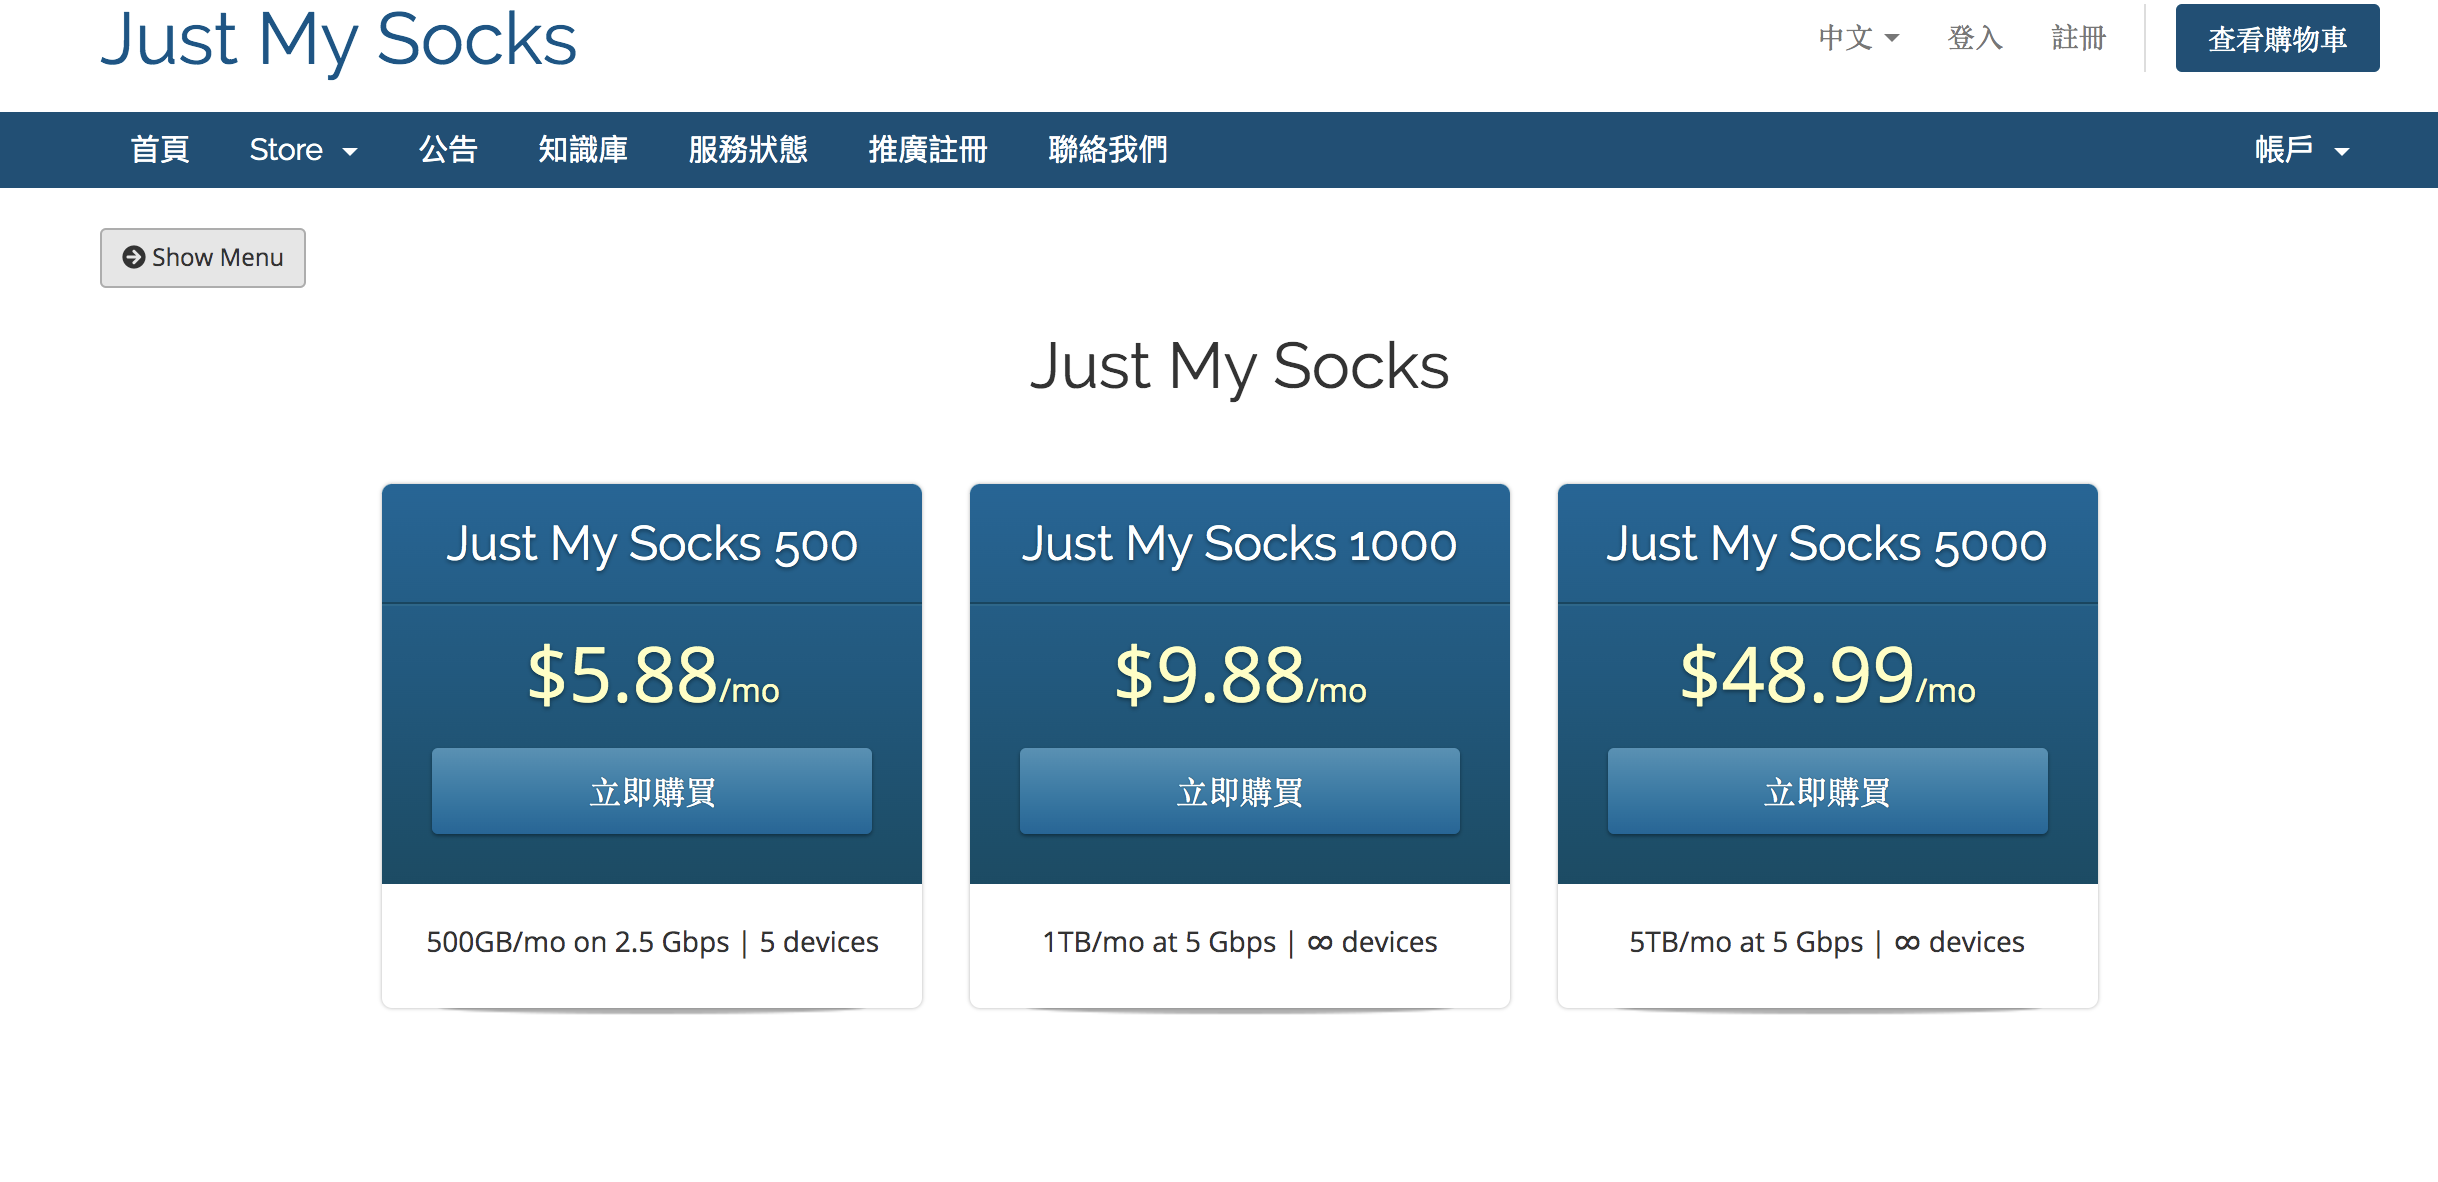 Just My Socks
中文 登入 註冊 查看購物車
首頁 Store 公告 知識庫 服務狀態 推廣註冊 聯絡我們 帳戶
Show Menu
Just My Socks
Just My Socks 500
$5.88/mo
立即購買
500GB/mo on 2.5 Gbps | 5 devices
Just My Socks 1000
$9.88/mo
立即購買
1TB/mo at 5 Gbps | ∞ devices
Just My Socks 5000
$48.99/mo
立即購買
5TB/mo at 5 Gbps | ∞ devices